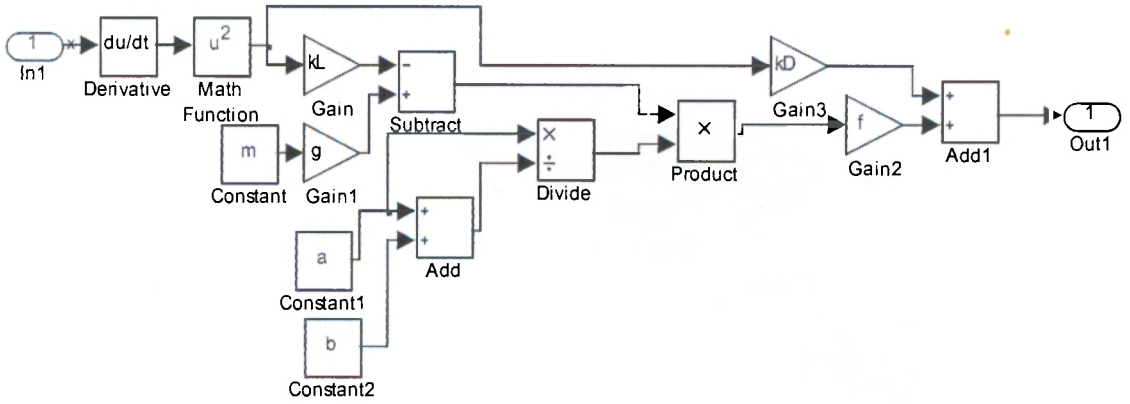 1
In1
x
du/dt
Derivative
u²
Math
Function
kL
Gain
-
+
Subtract
m
Constant
g
Gain1
a
Constant1
b
Constant2
+
+
Add
×
÷
Divide
×
Product
kD
Gain3
f
Gain2
+
+
Add1
1
Out1